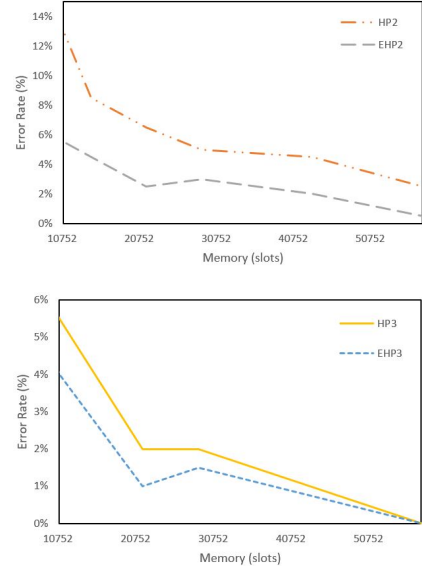 14%
HP2
12%
EHP2
10%
8%
6%
4%
2%
0%
Error Rate (%)
10752 20752 30752 40752 50752
Memory (slots)
6%
HP3
5%
EHP3
4%
3%
2%
1%
0%
Error Rate (%)
10752 20752 30752 40752 50752
Memory (slots)